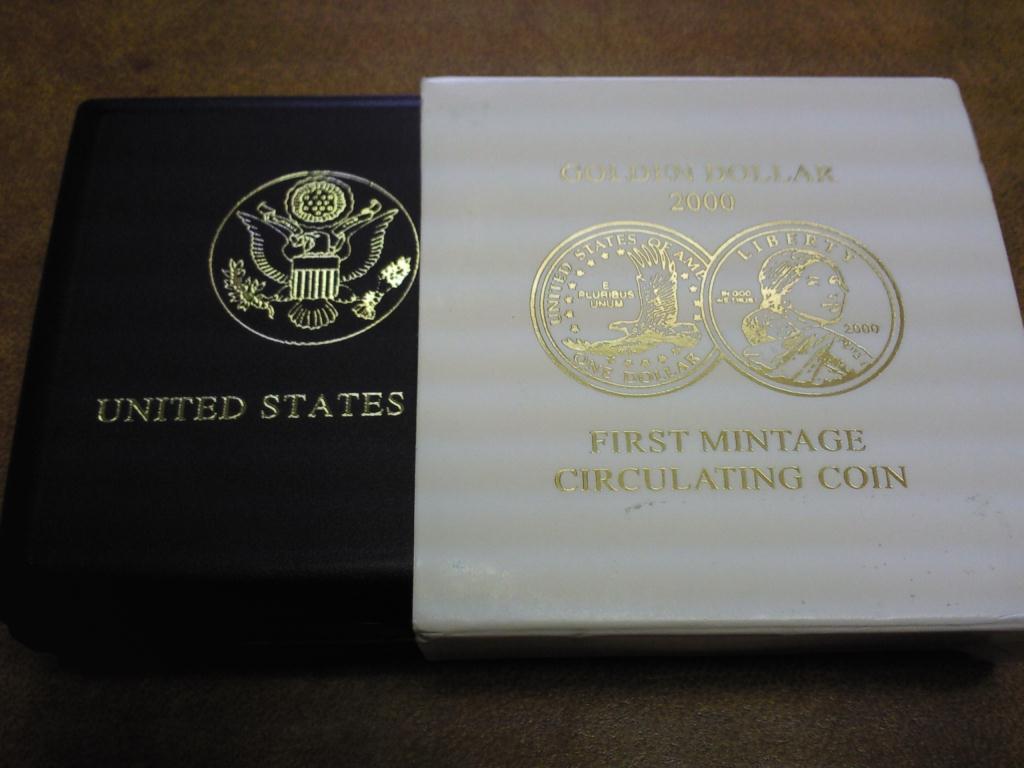 UNITED STATES
GOLDEN DOLLAR
2000
UNITED STATES OF AM
E
PLURIBUS
UNUM
ONE DOLLAR
LIBERTY
IN GOD
WE TRUST
2000
FIRST MINTAGE
CIRCULATING COIN